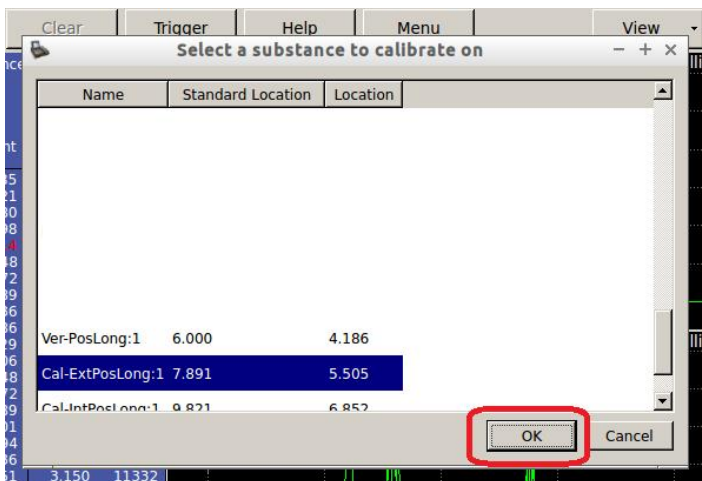 Clear Trigger Help Menu View
Select a substance to calibrate on
Name Standard Location Location
Ver-PosLong:1 6.000 4.186
Cal-ExtPosLong:1 7.891 5.505
Cal-IntPosLong:1 9.821 6.852
OK Cancel
3.150 11332